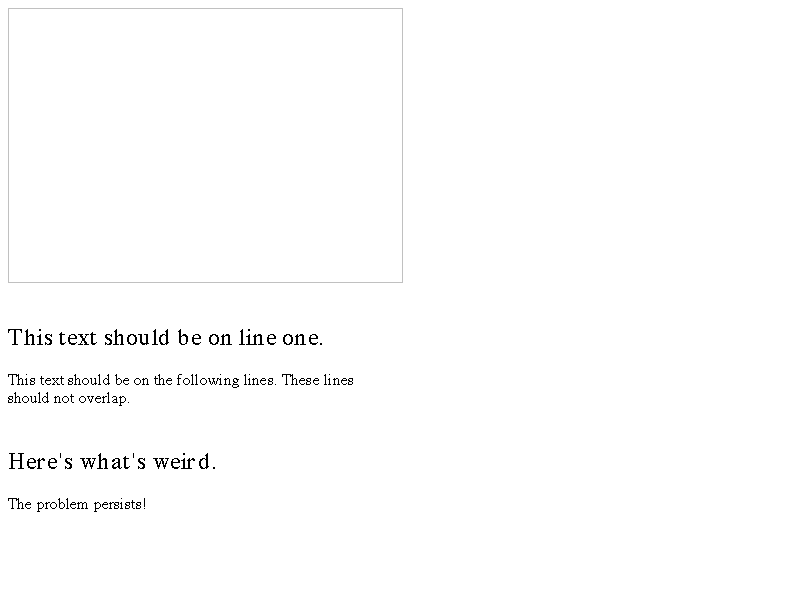 This text should be on line one.
This text should be on the following lines. These lines
should not overlap.
Here's what's weird.
The problem persists!